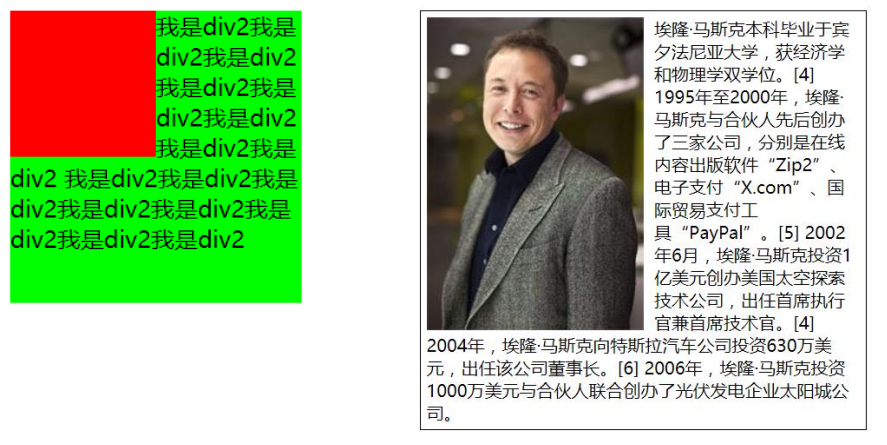 我是div2我是
div2我是div2
我是div2我是
div2我是div2
我是div2我是
div2 我是div2我是div2我是
div2我是div2我是div2我是
div2我是div2我是div2
埃隆·马斯克本科毕业于宾
夕法尼亚大学，获经济学
和物理学双学位。[4]
1995年至2000年，埃隆·
马斯克与合伙人先后创办
了三家公司，分别是在线
内容出版软件“Zip2”、
电子支付“X.com”、国
际贸易支付工
具“PayPal”。[5] 2002
年6月，埃隆·马斯克投资1
亿美元创办美国太空探索
技术公司，出任首席执行
官兼首席技术官。[4]
2004年，埃隆·马斯克向特斯拉汽车公司投资630万美
元，出任该公司董事长。[6] 2006年，埃隆·马斯克投资
1000万美元与合伙人联合创办了光伏发电企业太阳城公
司。